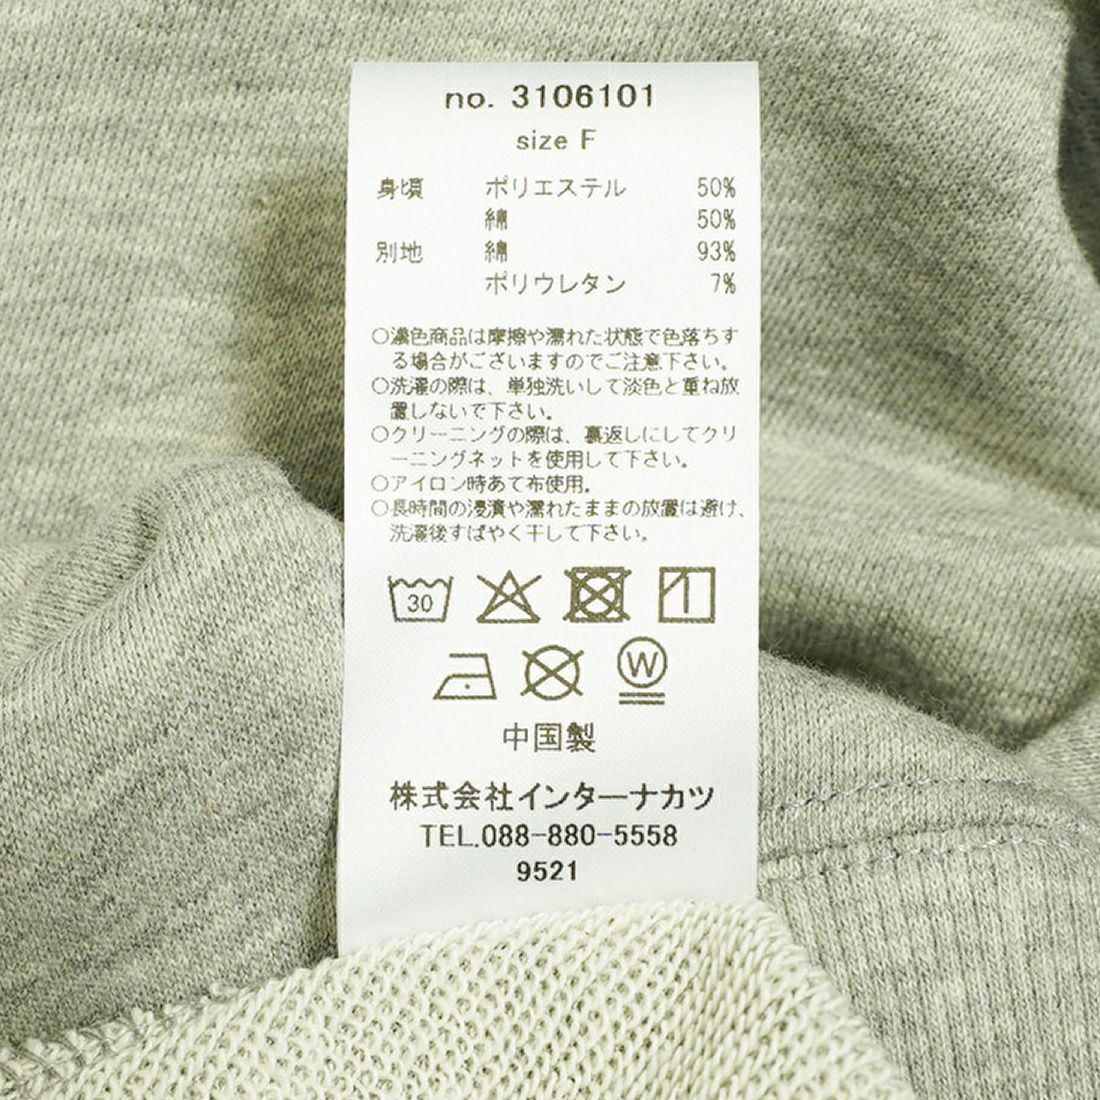 no. 3106101
size F
身頃 ポリエステル 50%
綿 50%
別地 綿 93%
ポリウレタン 7%
○濃色商品は摩擦や濡れた状態で色落ちす
る場合がございますのでご注意下さい。
○洗濯の際は、単独洗いして淡色と重ね放
置しないで下さい。
○クリーニングの際は、裏返しにしてクリ
ーニングネットを使用して下さい。
○アイロン時あて布使用。
○長時間の浸漬や濡れたままの放置は避け、
洗濯後すばやく干して下さい。
30
W
中国製
株式会社インターナカツ
TEL.088-880-5558
9521